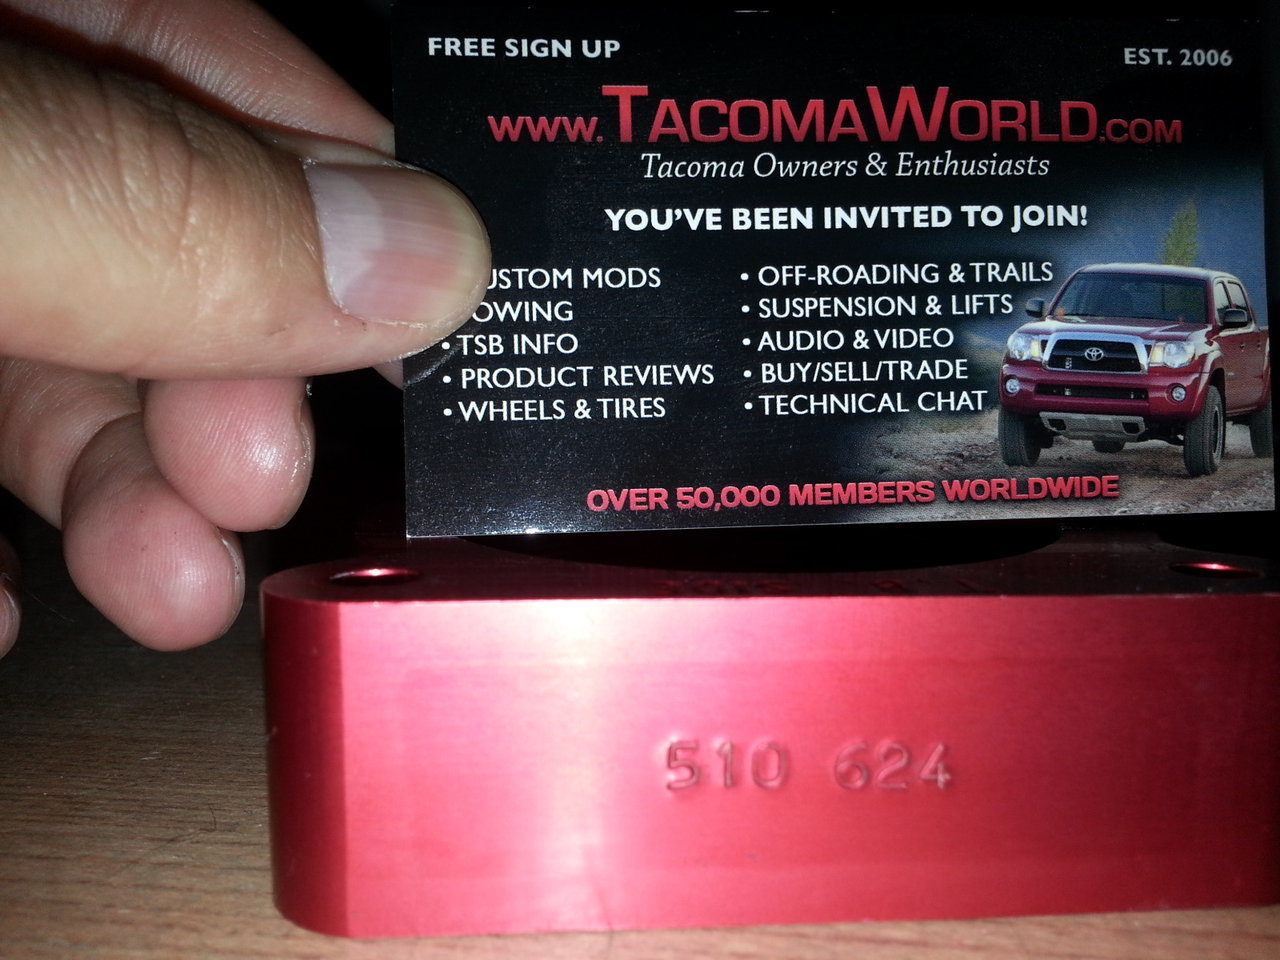 FREE SIGN UP
EST. 2006
www.TacomaWorld.com
Tacoma Owners & Enthusiasts
YOU'VE BEEN INVITED TO JOIN!
USTOM MODS
OWING
• TSB INFO
• PRODUCT REVIEWS
• WHEELS & TIRES
• OFF-ROADING & TRAILS
• SUSPENSION & LIFTS
• AUDIO & VIDEO
• BUY/SELL/TRADE
• TECHNICAL CHAT
OVER 50,000 MEMBERS WORLDWIDE
510 624